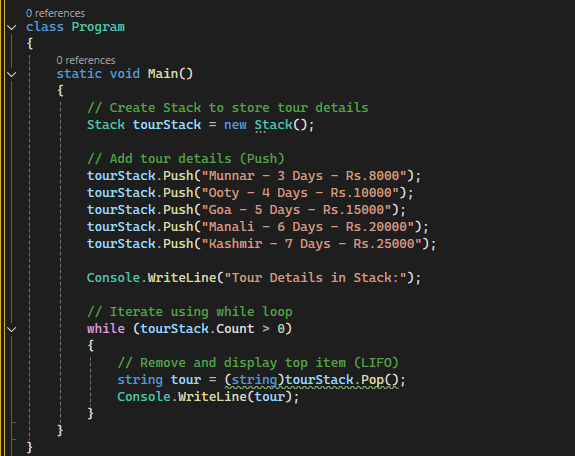 0 references
class Program
{
0 references
static void Main()
{
// Create Stack to store tour details
Stack tourStack = new Stack();
// Add tour details (Push)
tourStack.Push("Munnar - 3 Days - Rs.8000");
tourStack.Push("Ooty - 4 Days - Rs.10000");
tourStack.Push("Goa - 5 Days - Rs.15000");
tourStack.Push("Manali - 6 Days - Rs.20000");
tourStack.Push("Kashmir - 7 Days - Rs.25000");
Console.WriteLine("Tour Details in Stack:");
// Iterate using while loop
while (tourStack.Count > 0)
{
// Remove and display top item (LIFO)
string tour = (string)tourStack.Pop();
Console.WriteLine(tour);
}
}
}